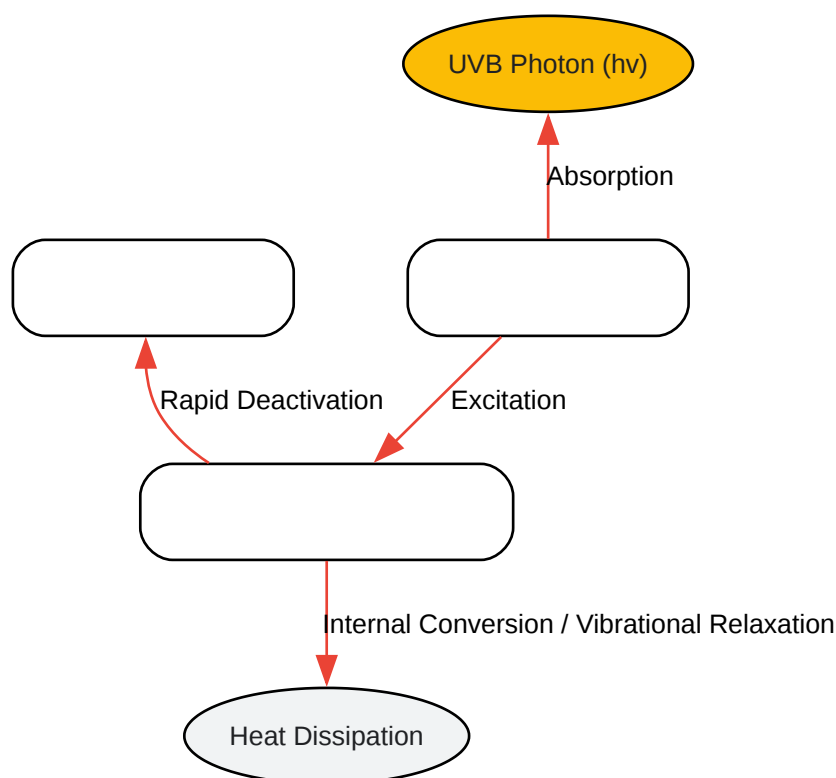 UVB Photon (hv)
Absorption
Rapid Deactivation
Excitation
Internal Conversion / Vibrational Relaxation
Heat Dissipation